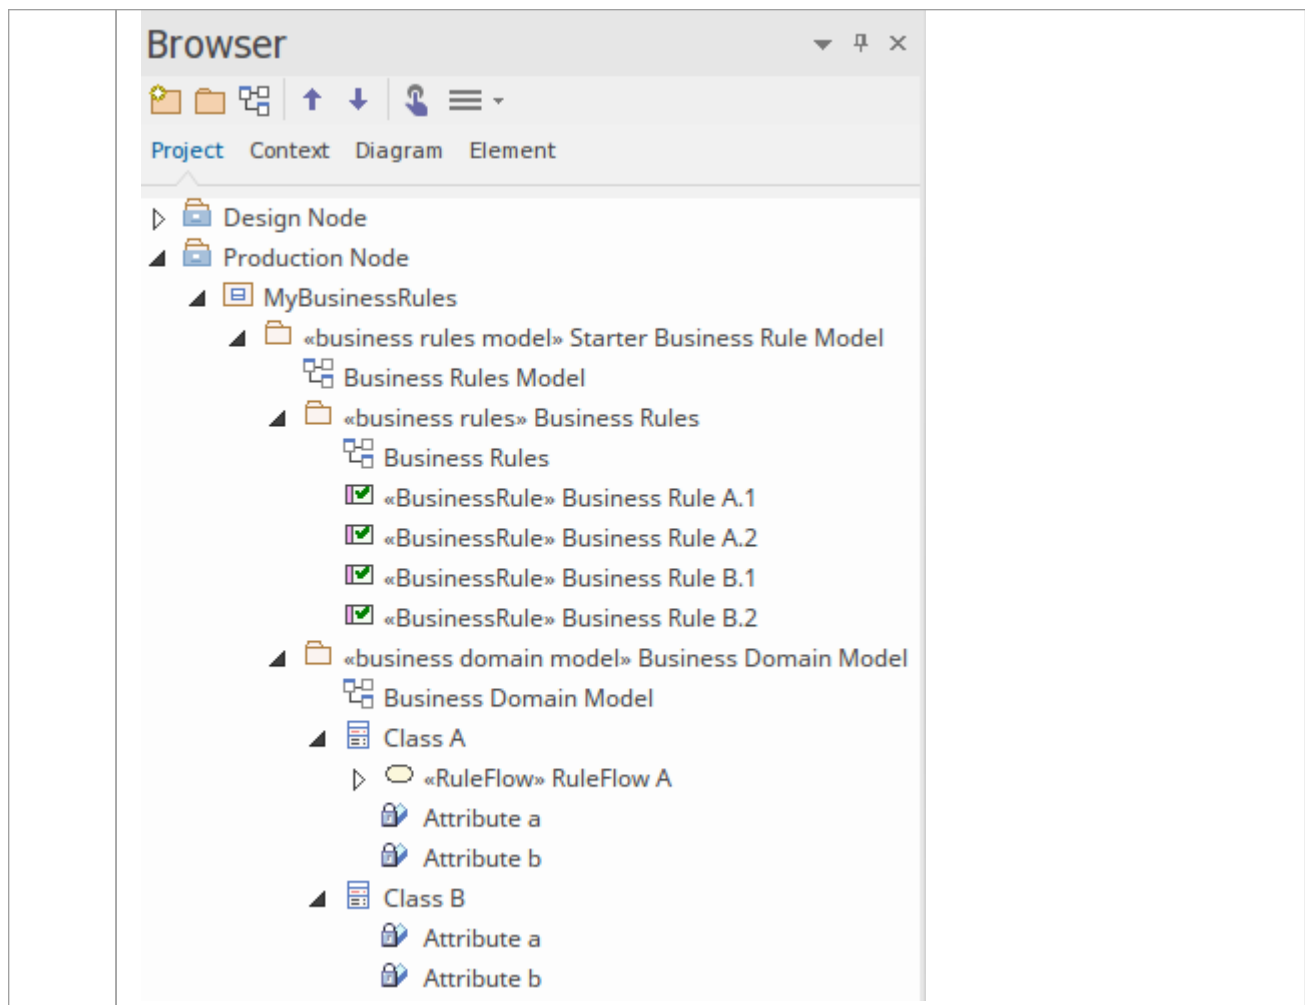 Browser
Project Context Diagram Element
Design Node
Production Node
MyBusinessRules
«business rules model» Starter Business Rule Model
Business Rules Model
«business rules» Business Rules
Business Rules
«BusinessRule» Business Rule A.1
«BusinessRule» Business Rule A.2
«BusinessRule» Business Rule B.1
«BusinessRule» Business Rule B.2
«business domain model» Business Domain Model
Business Domain Model
Class A
«RuleFlow» RuleFlow A
Attribute a
Attribute b
Class B
Attribute a
Attribute b